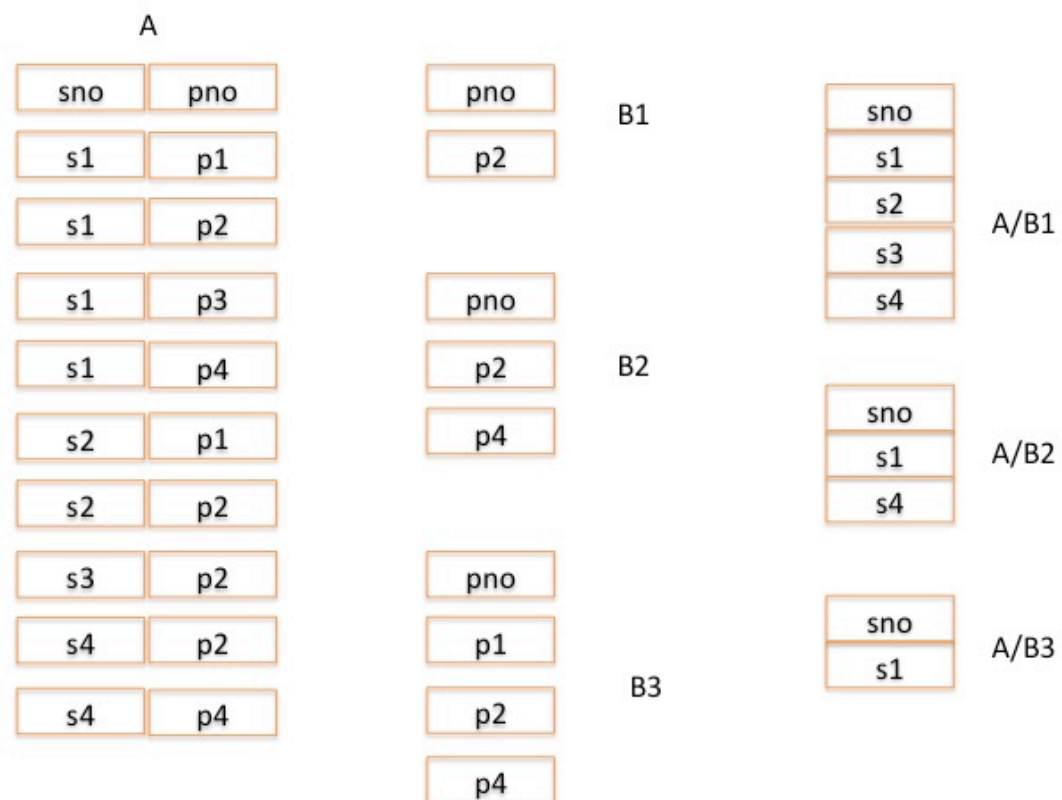 A
sno pno
s1 p1
s1 p2
s1 p3
s1 p4
s2 p1
s2 p2
s3 p2
s4 p2
s4 p4
pno
p2
B1
pno
p2
p4
B2
pno
p1
p2
p4
B3
sno
s1
s2
s3
s4
A/B1
sno
s1
s4
A/B2
sno
s1
A/B3